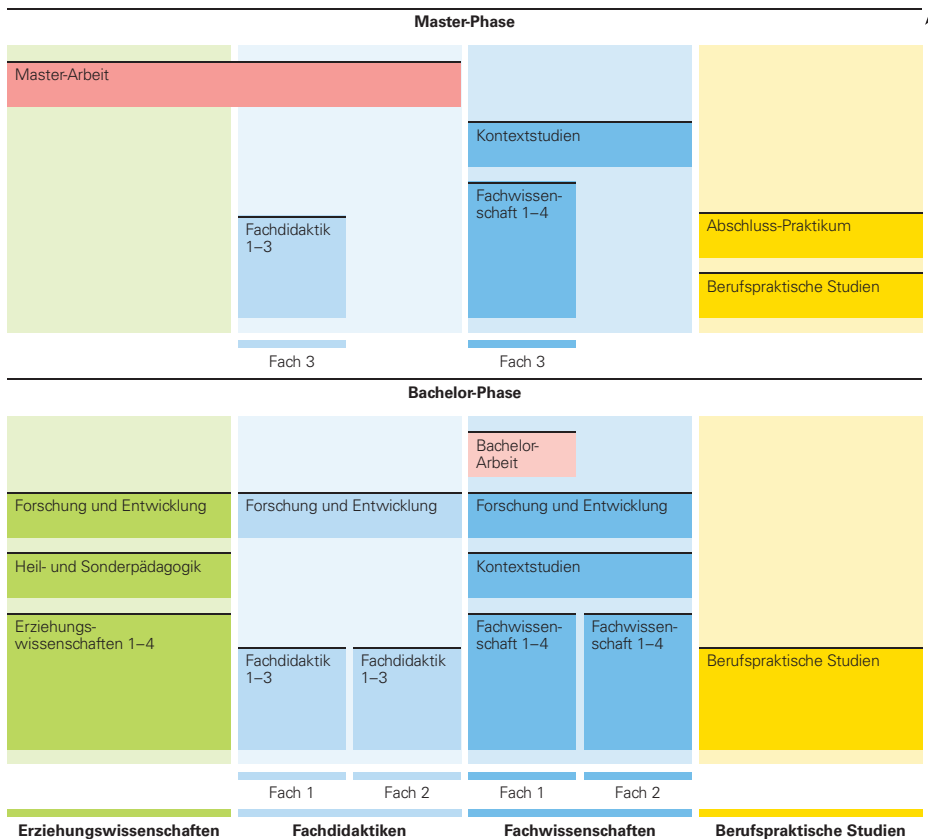 Master-Phase
Master-Arbeit
Kontextstudien
Fachwissen-
schaft 1–4
Fachdidaktik
1–3
Abschluss-Praktikum
Berufspraktische Studien
Fach 3
Fach 3
Bachelor-Phase
Bachelor-
Arbeit
Forschung und Entwicklung
Forschung und Entwicklung
Forschung und Entwicklung
Heil- und Sonderpädagogik
Kontextstudien
Erziehungs-
wissenschaften 1–4
Fachdidaktik
1–3
Fachdidaktik
1–3
Fachwissen-
schaft 1–4
Fachwissen-
schaft 1–4
Berufspraktische Studien
Fach 1
Fach 2
Fach 1
Fach 2
Erziehungswissenschaften
Fachdidaktiken
Fachwissenschaften
Berufspraktische Studien